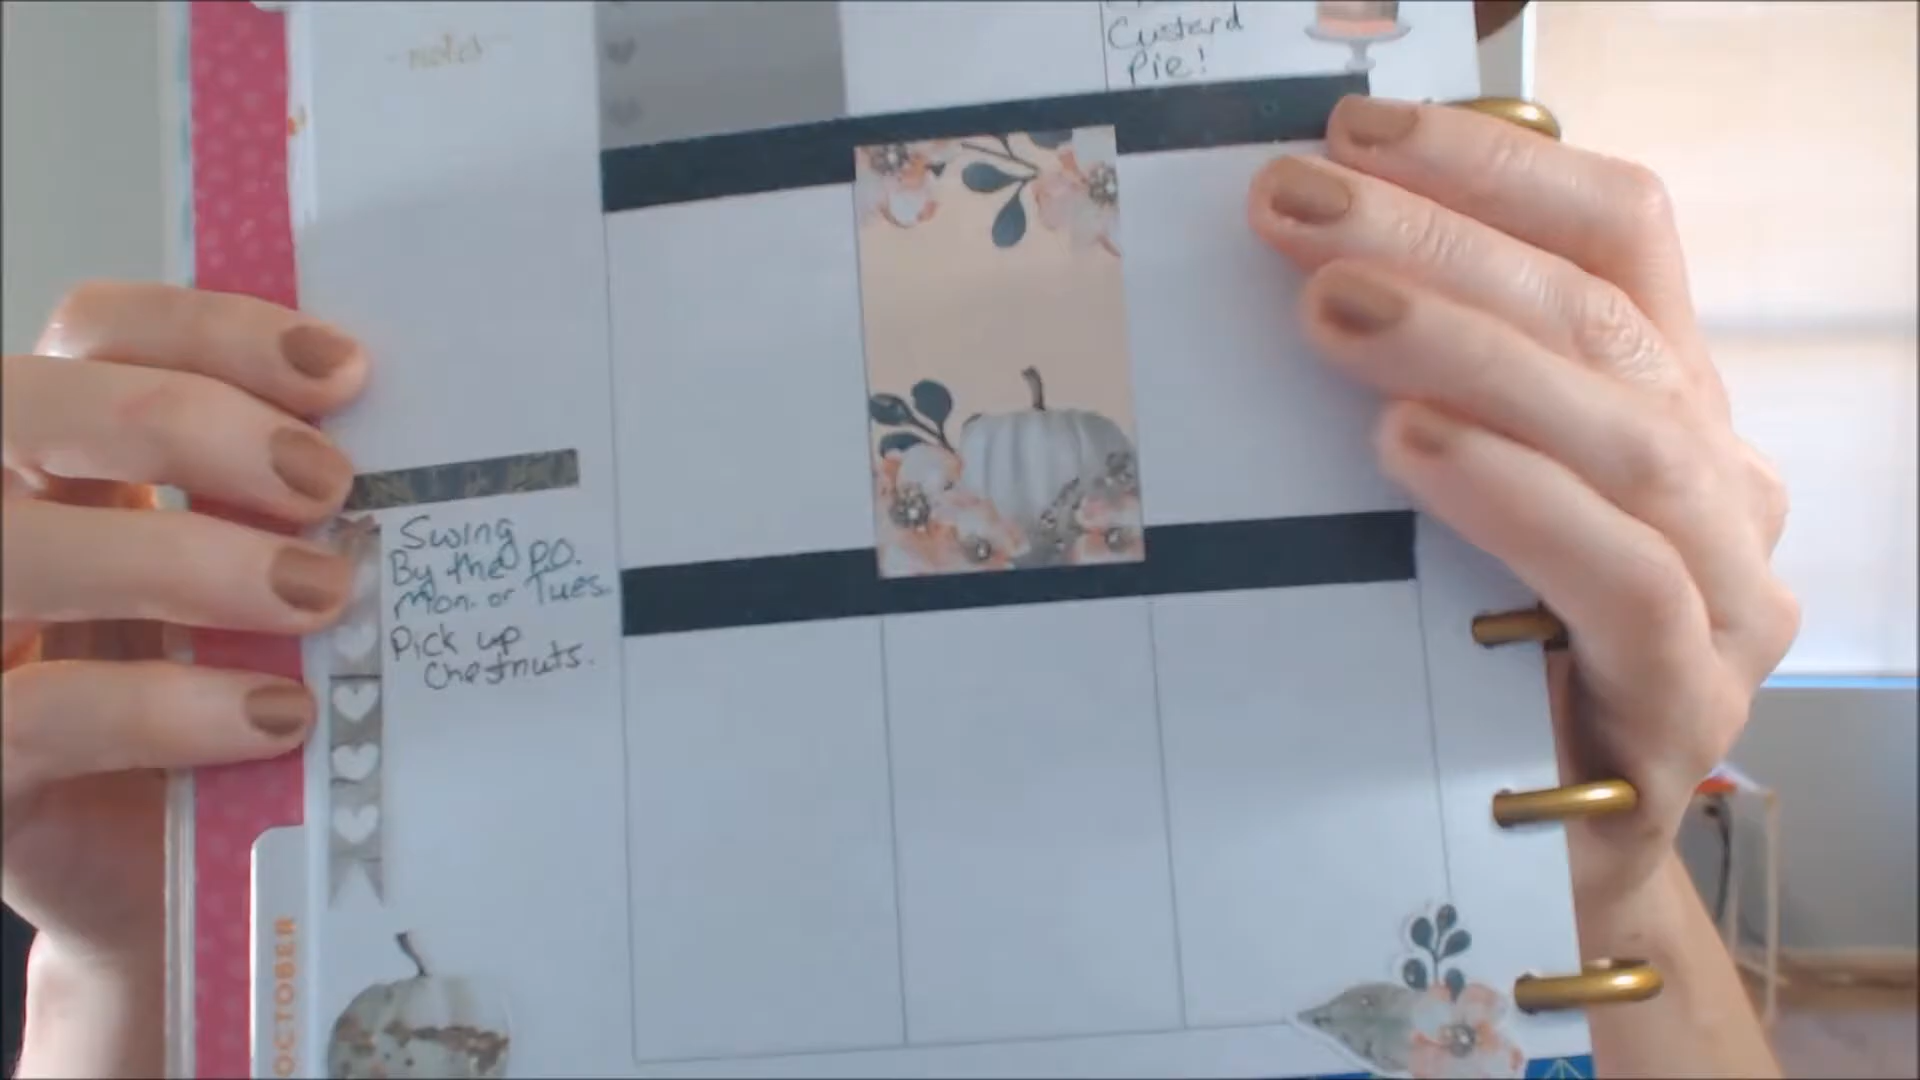 -notes-
Custard
Pie!
Swing
By the P.O.
Mon. or Tues.
Pick up
Chestnuts.
OCTOBER